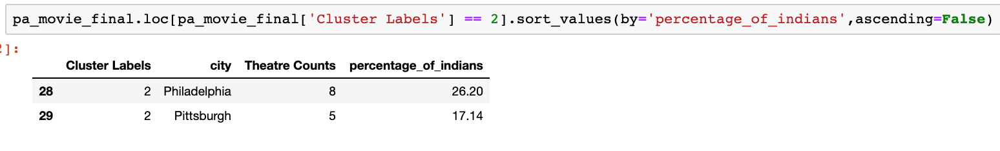 pa_movie_final.loc[pa_movie_final['Cluster Labels'] == 2].sort_values(by='percentage_of_indians',ascending=False)
2]:
Cluster Labels city Theatre Counts percentage_of_indians
28 2 Philadelphia 8 26.20
29 2 Pittsburgh 5 17.14